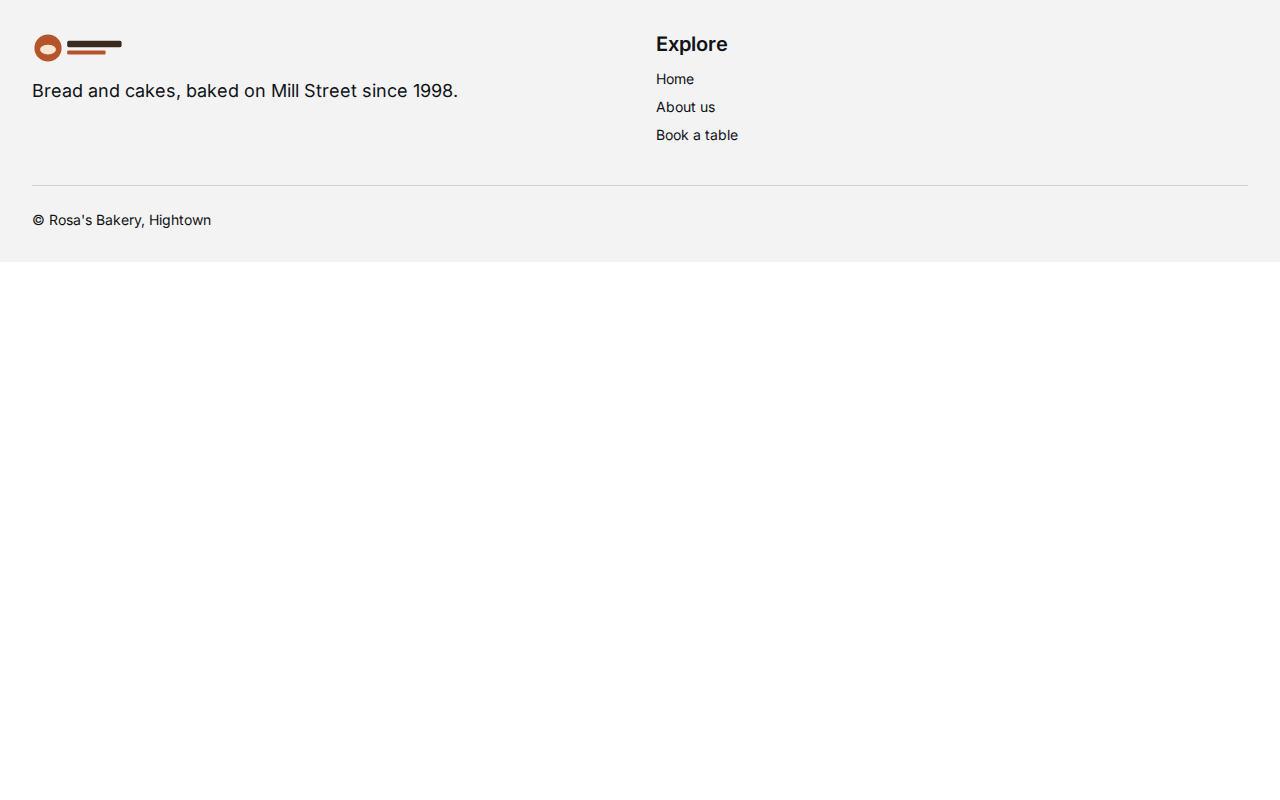 Bread and cakes, baked on Mill Street since 1998.
Explore
Home
About us
Book a table
© Rosa's Bakery, Hightown